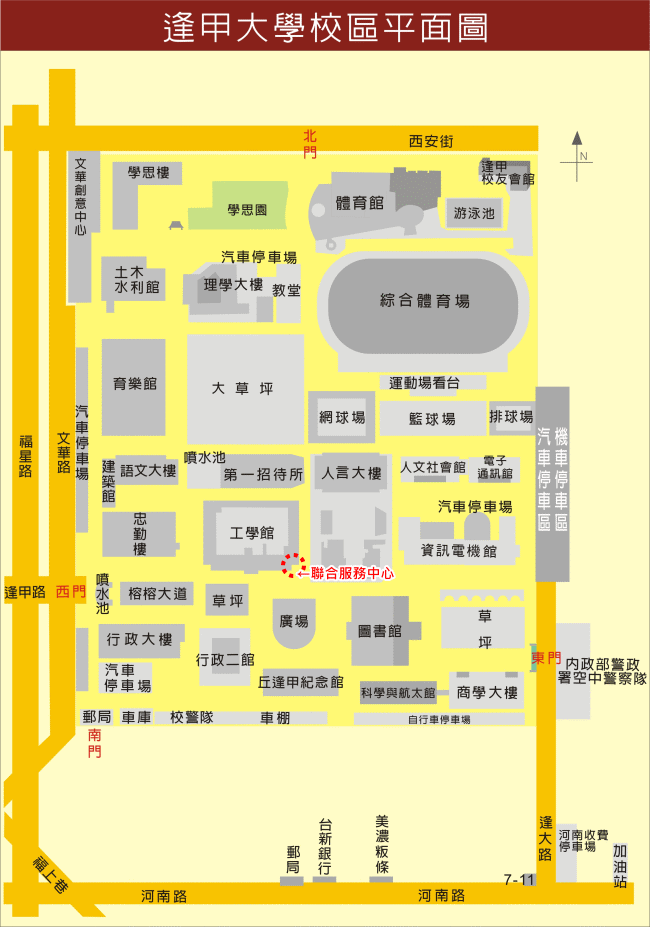 逢甲大學校區平面圖
北門
西安街
N
文華創意中心
學思樓
學思園
體育館
逢甲
校友會館
游泳池
汽車停車場
土木
水利館
理學大樓
教堂
綜合體育場
育樂館
大草坪
運動場看台
網球場
籃球場
排球場
福星路
文華路
汽車停車場
汽車停車區
機車停車區
建築館
語文大樓
噴水池
第一招待所
人言大樓
人文社會館
電子
通訊館
忠勤樓
工學館
汽車停車場
資訊電機館
←聯合服務中心
逢甲路
西門
噴水池
榕榕大道
草坪
廣場
圖書館
草坪
行政大樓
行政二館
東門
內政部警政
署空中警察隊
汽車
停車場
丘逢甲紀念館
科學與航太館
商學大樓
郵局
車庫
校警隊
車棚
自行車停車場
南門
福上巷
郵局
台新銀行
美濃粄條
逢大路
河南收費
停車場
加油站
7-11
河南路
河南路